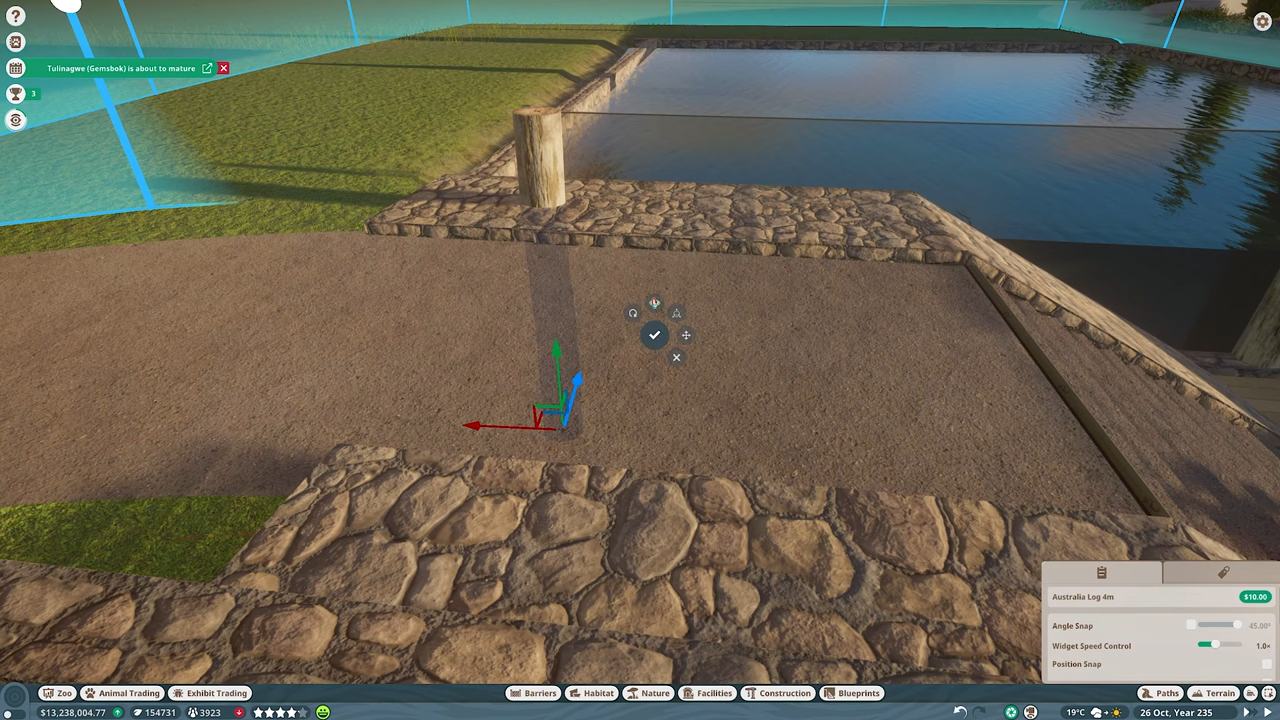 ?
Tulinagwe (Gemsbok) is about to mature
3
Australia Log 4m
$10.00
Angle Snap
45.00°
Widget Speed Control
1.0×
Position Snap
Zoo
Animal Trading
Exhibit Trading
Barriers
Habitat
Nature
Facilities
Construction
Blueprints
Paths
Terrain
$13,238,004.77
154731
3923
19°C
26 Oct, Year 235